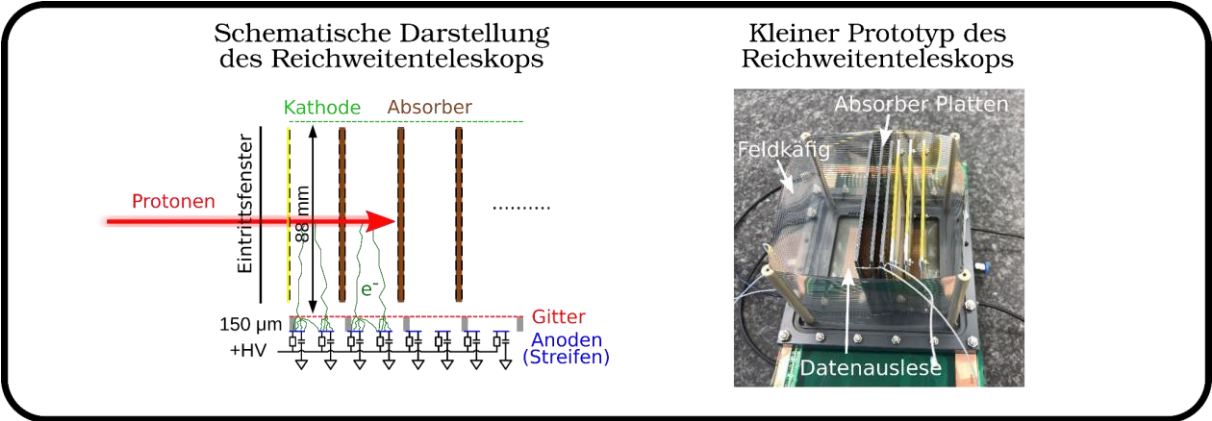 Schematische Darstellung
des Reichweitenteleskops
Kathode
Absorber
Eintrittsfenster
Protonen
88 mm
..........
e-
150 µm
Gitter
+HV
Anoden
(Streifen)
Kleiner Prototyp des
Reichweitenteleskops
Absorber Platten
Feldkäfig
Datenauslese